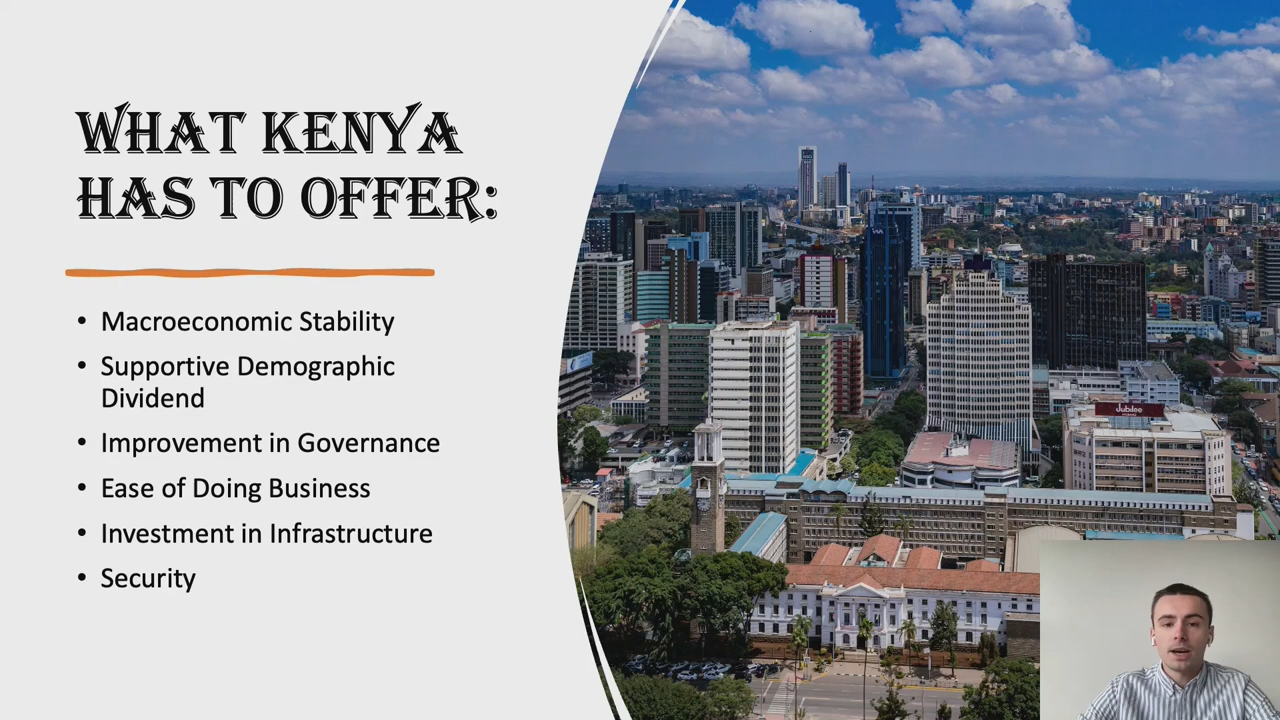 WHAT KENYA
HAS TO OFFER:
• Macroeconomic Stability
• Supportive Demographic
Dividend
• Improvement in Governance
• Ease of Doing Business
• Investment in Infrastructure
• Security
Jubilee